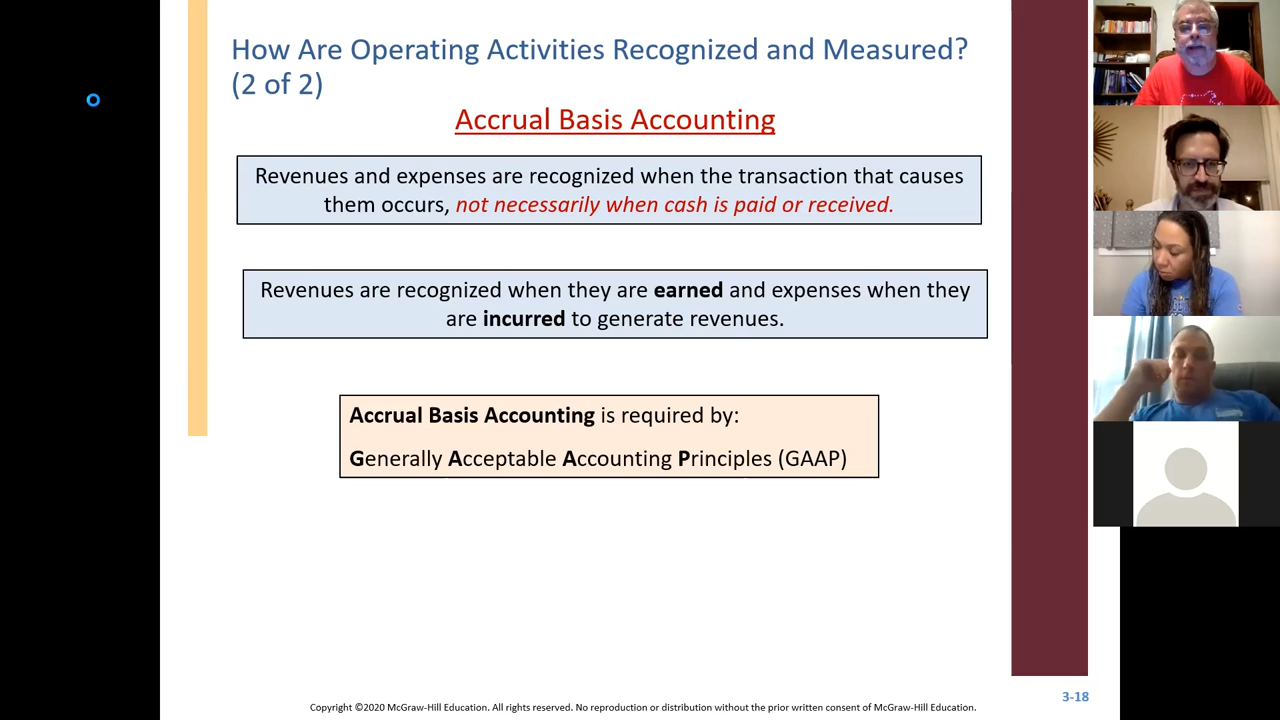 How Are Operating Activities Recognized and Measured?
(2 of 2)
Accrual Basis Accounting
Revenues and expenses are recognized when the transaction that causes
them occurs, not necessarily when cash is paid or received.
Revenues are recognized when they are earned and expenses when they
are incurred to generate revenues.
Accrual Basis Accounting is required by:
Generally Acceptable Accounting Principles (GAAP)
3-18
Copyright ©2020 McGraw-Hill Education. All rights reserved. No reproduction or distribution without the prior written consent of McGraw-Hill Education.